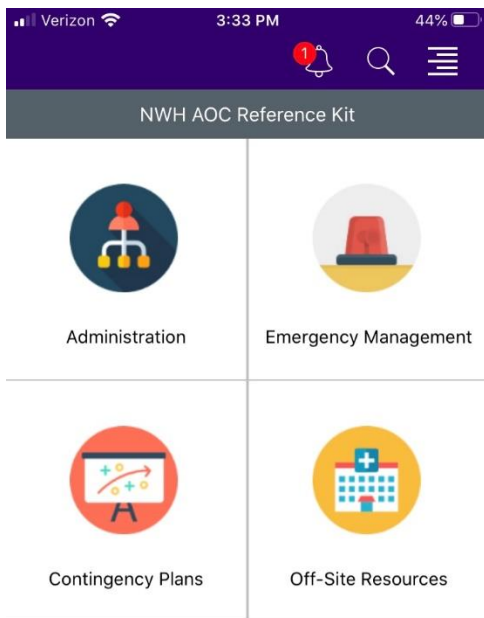 Verizon 3:33 PM 44%
1
NWH AOC Reference Kit
Administration Emergency Management
Contingency Plans Off-Site Resources